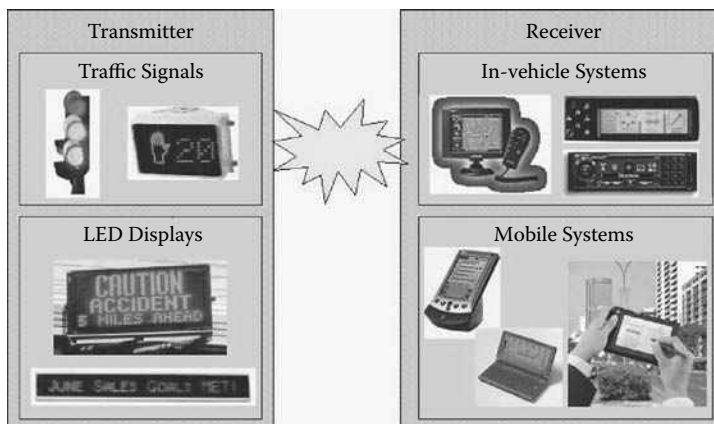 Transmitter
Traffic Signals
20
LED Displays
CAUTION
ACCIDENT
5 MILES AHEAD
JUNE SALES GOALS MET!
Receiver
In-vehicle Systems
Mobile Systems